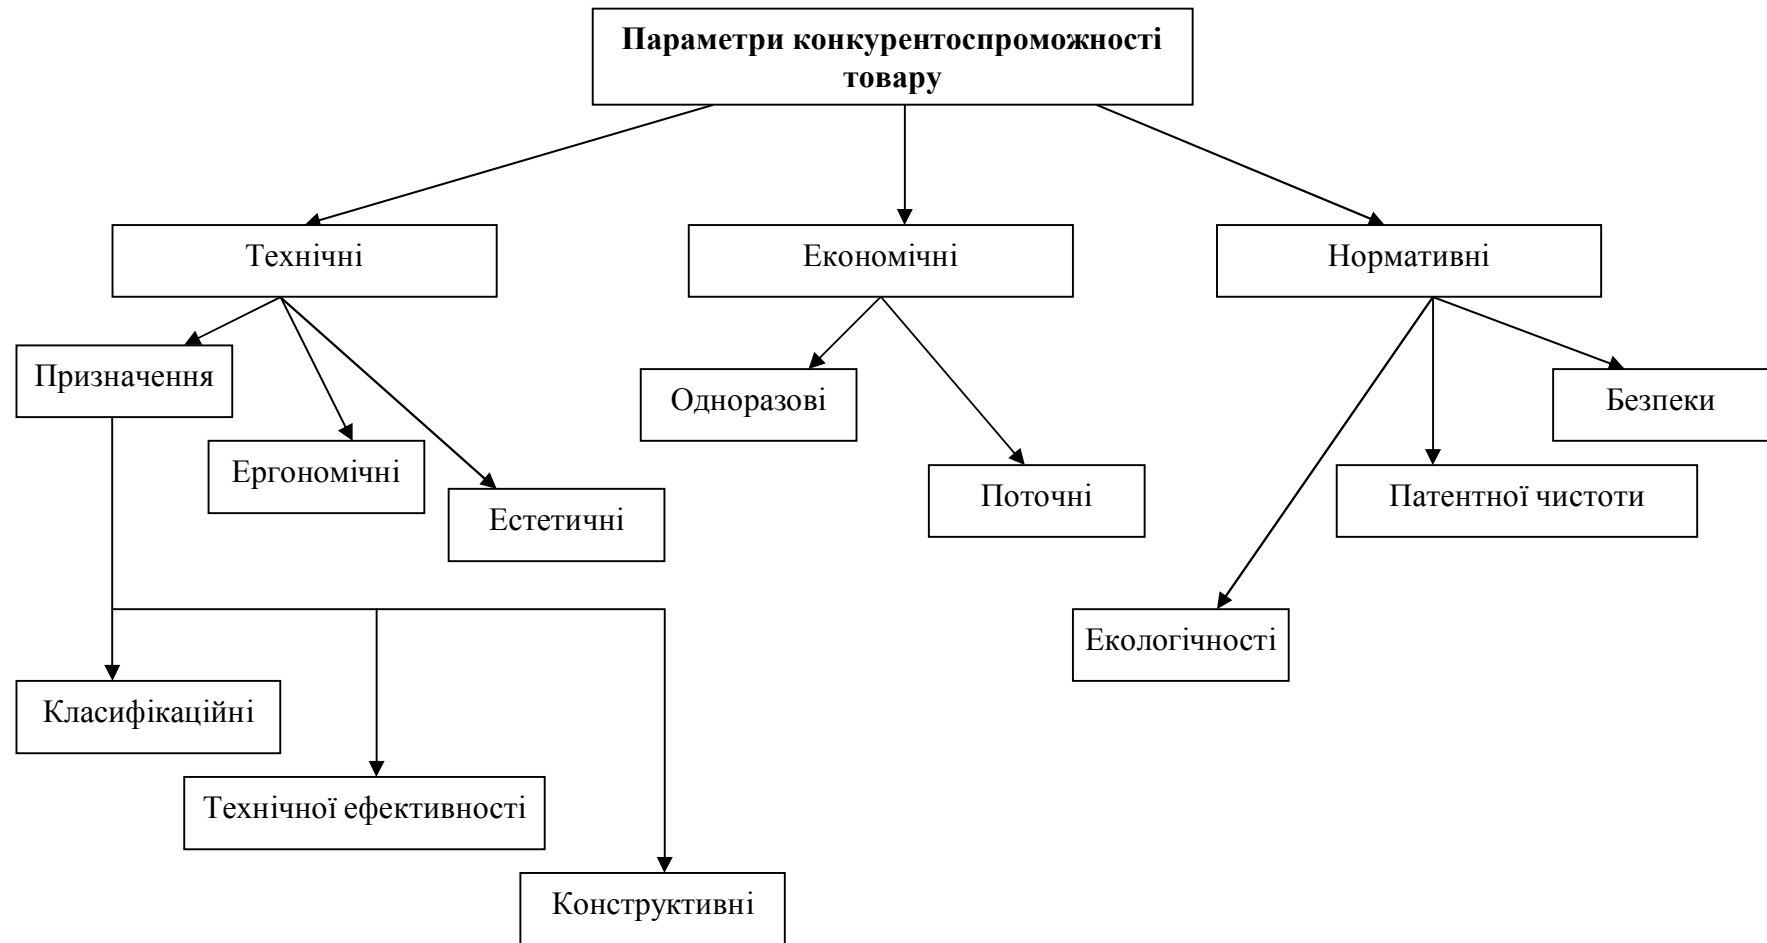 Параметри конкурентоспроможності
товару
Технічні
Економічні
Нормативні
Призначення
Одноразові
Безпеки
Ергономічні
Поточні
Патентної чистоти
Естетичні
Екологічності
Класифікаційні
Технічної ефективності
Конструктивні